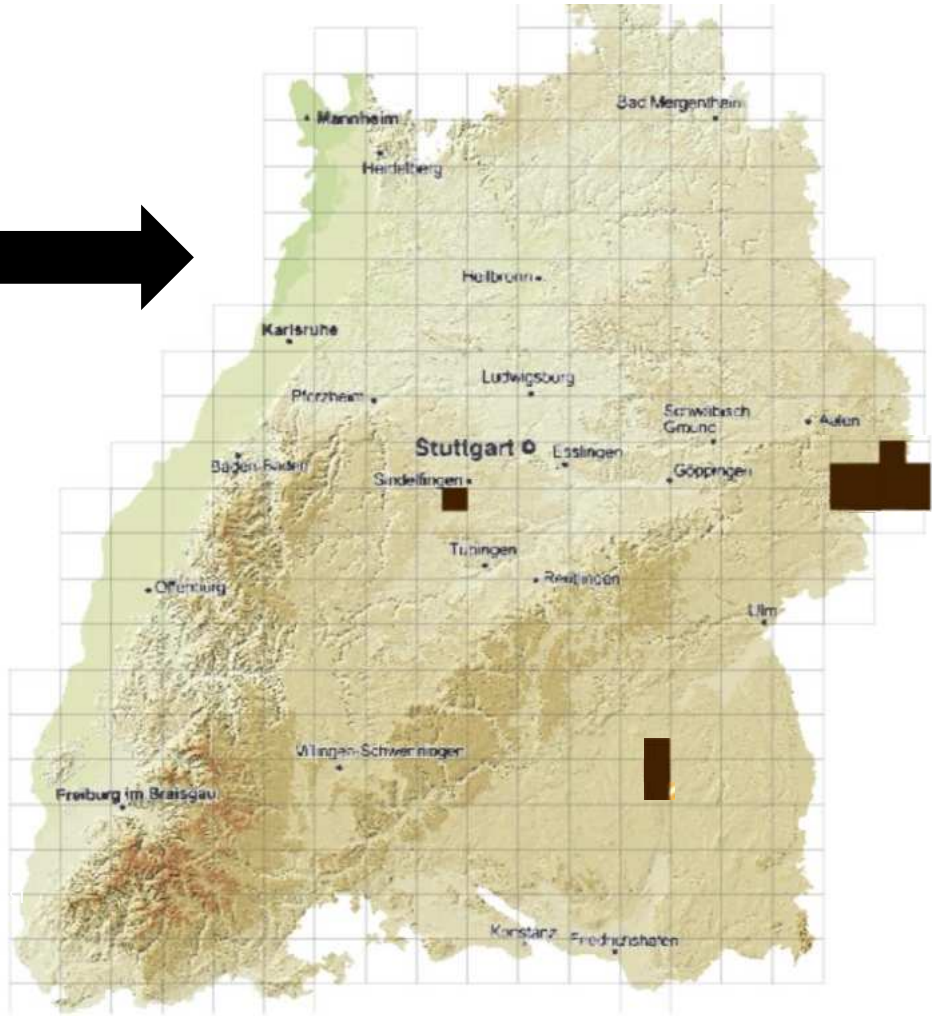 Bad Mergentheim
Mannheim
Heidelberg
Heilbronn
Karlsruhe
Ludwigsburg
Pforzheim
Schwäbisch
Gmünd
Aalen
Stuttgart
Esslingen
Baden-Baden
Göppingen
Sindelfingen
Tübingen
Reutlingen
Offenburg
Ulm
Villingen-Schwenningen
Freiburg im Breisgau
Konstanz
Friedrichshafen